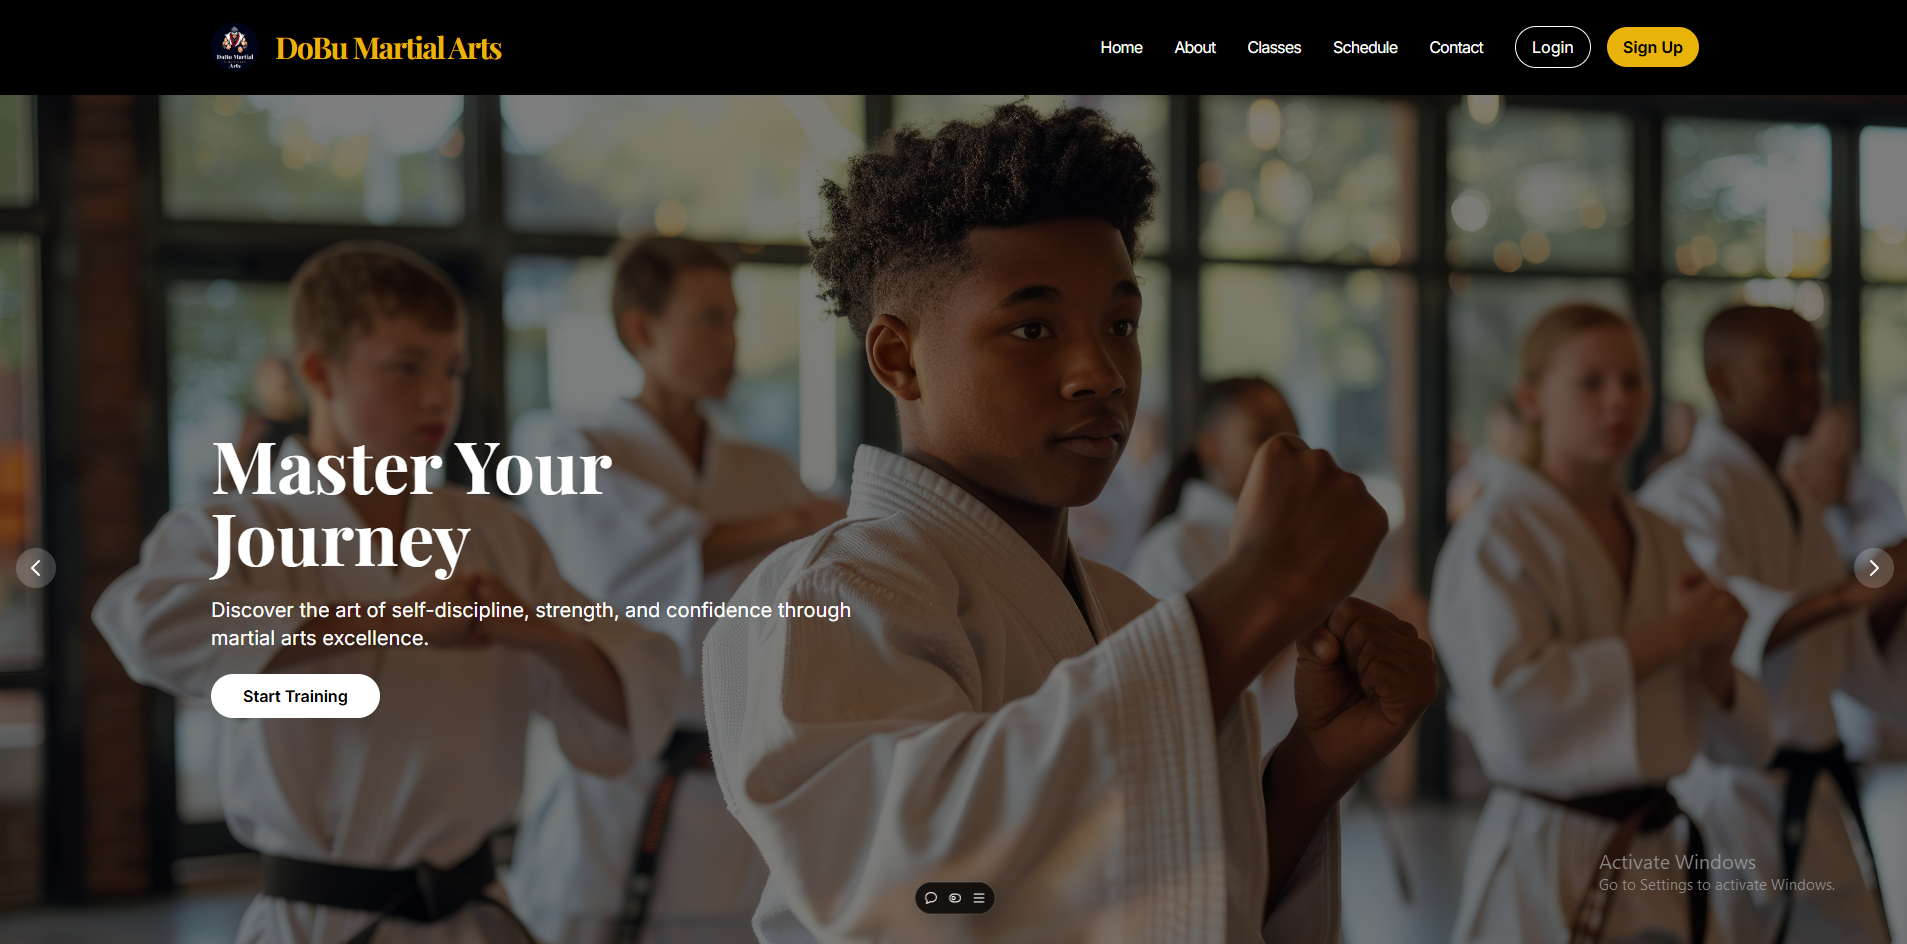 DoBu Martial
Arts
DoBu Martial Arts
Home
About
Classes
Schedule
Contact
Login
Sign Up
Master Your
Journey
Discover the art of self-discipline, strength, and confidence through
martial arts excellence.
Start Training
Activate Windows
Go to Settings to activate Windows.